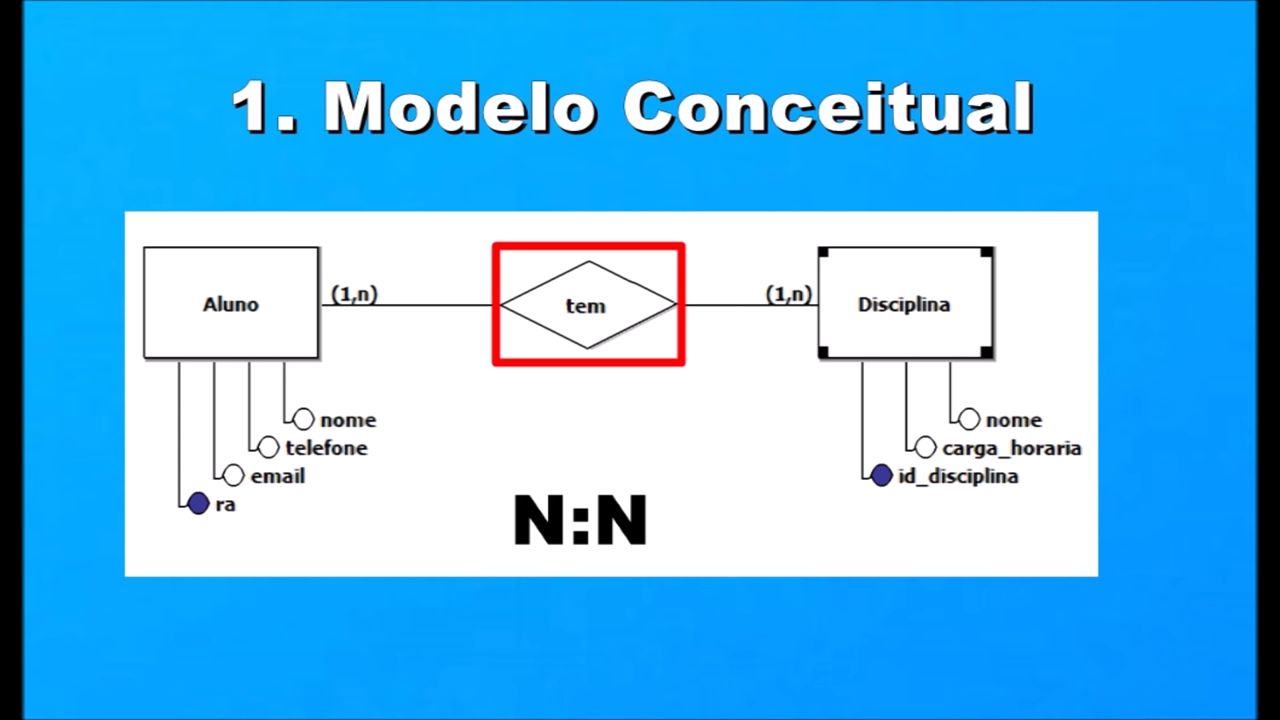 1. Modelo Conceitual
Aluno
(1,n)
tem
(1,n)
Disciplina
nome
telefone
email
ra
nome
carga_horaria
id_disciplina
N:N